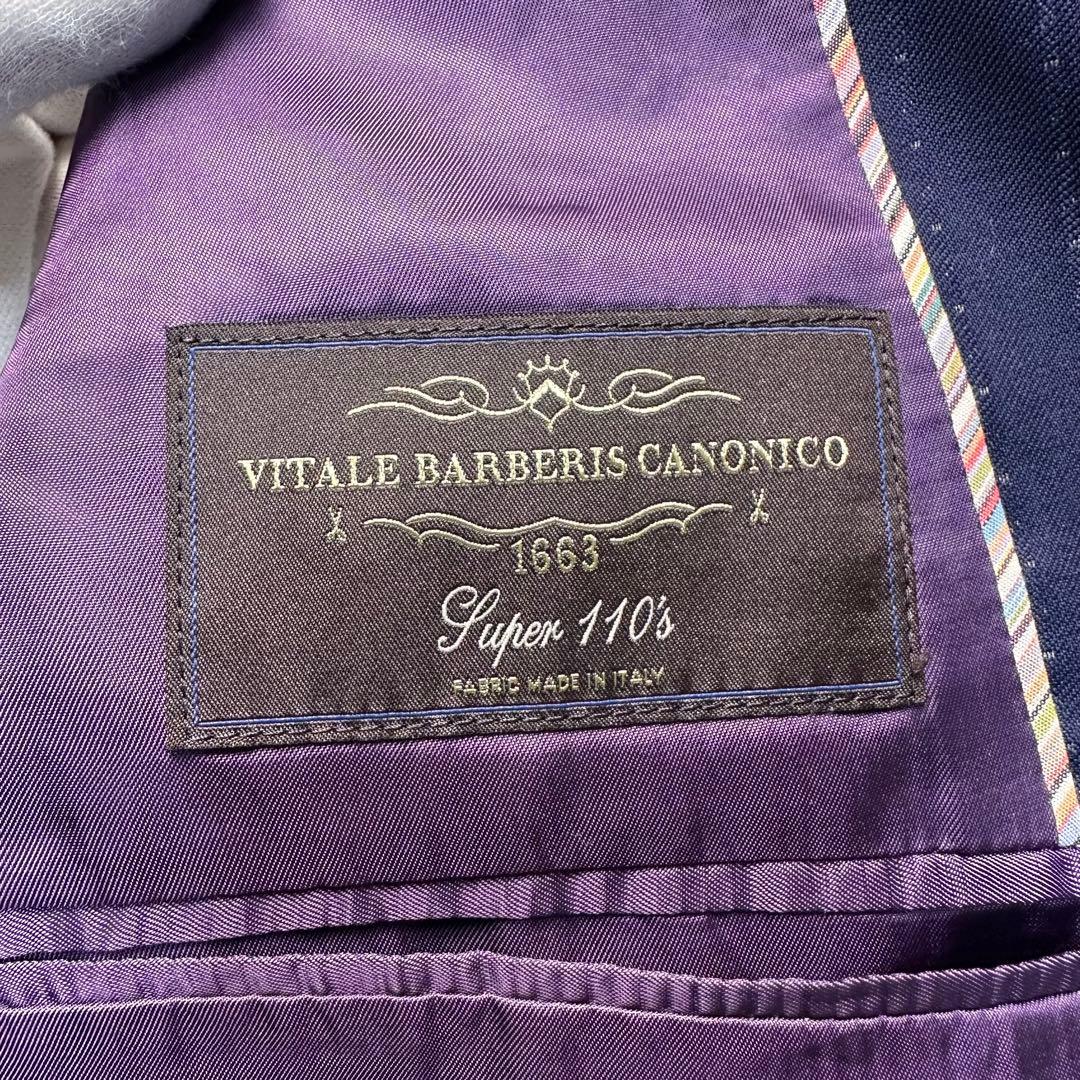 VITALE BARBERIS CANONICO
1663
Super 110's
FABRIC MADE IN ITALY